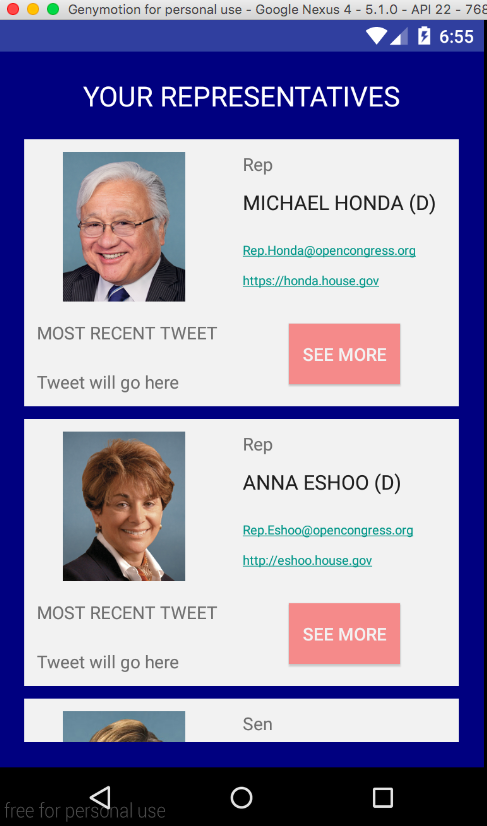 Genymotion for personal use - Google Nexus 4 - 5.1.0 - API 22 - 768
6:55
YOUR REPRESENTATIVES
Rep
MICHAEL HONDA (D)
Rep.Honda@opencongress.org
https://honda.house.gov
MOST RECENT TWEET
SEE MORE
Tweet will go here
Rep
ANNA ESHOO (D)
Rep.Eshoo@opencongress.org
http://eshoo.house.gov
MOST RECENT TWEET
SEE MORE
Tweet will go here
Sen
free for personal use